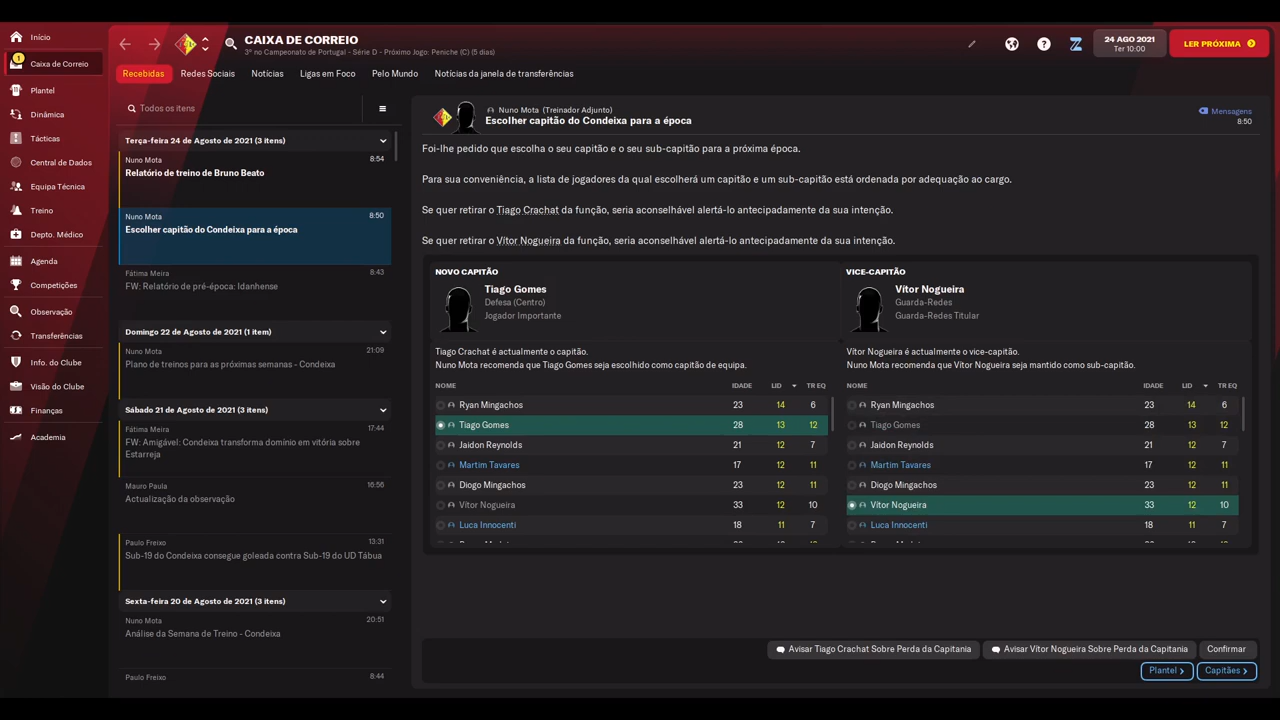 Início
1
Caixa de Correio
Plantel
Dinâmica
Tácticas
Central de Dados
Equipa Técnica
Treino
Depto. Médico
Agenda
Competições
Observação
Transferências
Info. do Clube
Visão do Clube
Finanças
Academia
CAIXA DE CORREIO
3º no Campeonato de Portugal - Série D - Próximo Jogo: Peniche (C) (5 dias)
24 AGO 2021
Ter 10:00
LER PRÓXIMA
Recebidas
Redes Sociais
Notícias
Ligas em Foco
Pelo Mundo
Notícias da janela de transferências
Todos os itens
Terça-feira 24 de Agosto de 2021 (3 itens)
Nuno Mota 8:54
Relatório de treino de Bruno Beato
Nuno Mota 8:50
Escolher capitão do Condeixa para a época
Fátima Meira 8:43
FW: Relatório de pré-época: Idanhense
Domingo 22 de Agosto de 2021 (1 item)
Nuno Mota 21:09
Plano de treinos para as próximas semanas - Condeixa
Sábado 21 de Agosto de 2021 (3 itens)
Fátima Meira 17:44
FW: Amigável: Condeixa transforma domínio em vitória sobre
Estarreja
Mauro Paula 16:56
Actualização da observação
Paulo Freixo 13:31
Sub-19 do Condeixa consegue goleada contra Sub-19 do UD Tábua
Sexta-feira 20 de Agosto de 2021 (3 itens)
Nuno Mota 20:51
Análise da Semana de Treino - Condeixa
Paulo Freixo 8:44
Nuno Mota (Treinador Adjunto)
Escolher capitão do Condeixa para a época
Mensagens
8:50
Foi-lhe pedido que escolha o seu capitão e o seu sub-capitão para a próxima época.
Para sua conveniência, a lista de jogadores da qual escolherá um capitão e um sub-capitão está ordenada por adequação ao cargo.
Se quer retirar o Tiago Crachat da função, seria aconselhável alertá-lo antecipadamente da sua intenção.
Se quer retirar o Vítor Nogueira da função, seria aconselhável alertá-lo antecipadamente da sua intenção.
NOVO CAPITÃO
Tiago Gomes
Defesa (Centro)
Jogador Importante
Tiago Crachat é actualmente o capitão.
Nuno Mota recomenda que Tiago Gomes seja escolhido como capitão de equipa.
NOME IDADE LID TR EQ
Ryan Mingachos 23 14 6
Tiago Gomes 28 13 12
Jaidon Reynolds 21 12 7
Martim Tavares 17 12 11
Diogo Mingachos 23 12 11
Vítor Nogueira 33 12 10
Luca Innocenti 18 11 7
VICE-CAPITÃO
Vítor Nogueira
Guarda-Redes
Guarda-Redes Titular
Vítor Nogueira é actualmente o vice-capitão.
Nuno Mota recomenda que Vítor Nogueira seja mantido como sub-capitão.
NOME IDADE LID TR EQ
Ryan Mingachos 23 14 6
Tiago Gomes 28 13 12
Jaidon Reynolds 21 12 7
Martim Tavares 17 12 11
Diogo Mingachos 23 12 11
Vítor Nogueira 33 12 10
Luca Innocenti 18 11 7
Avisar Tiago Crachat Sobre Perda da Capitania
Avisar Vítor Nogueira Sobre Perda da Capitania
Confirmar
Plantel
Capitães